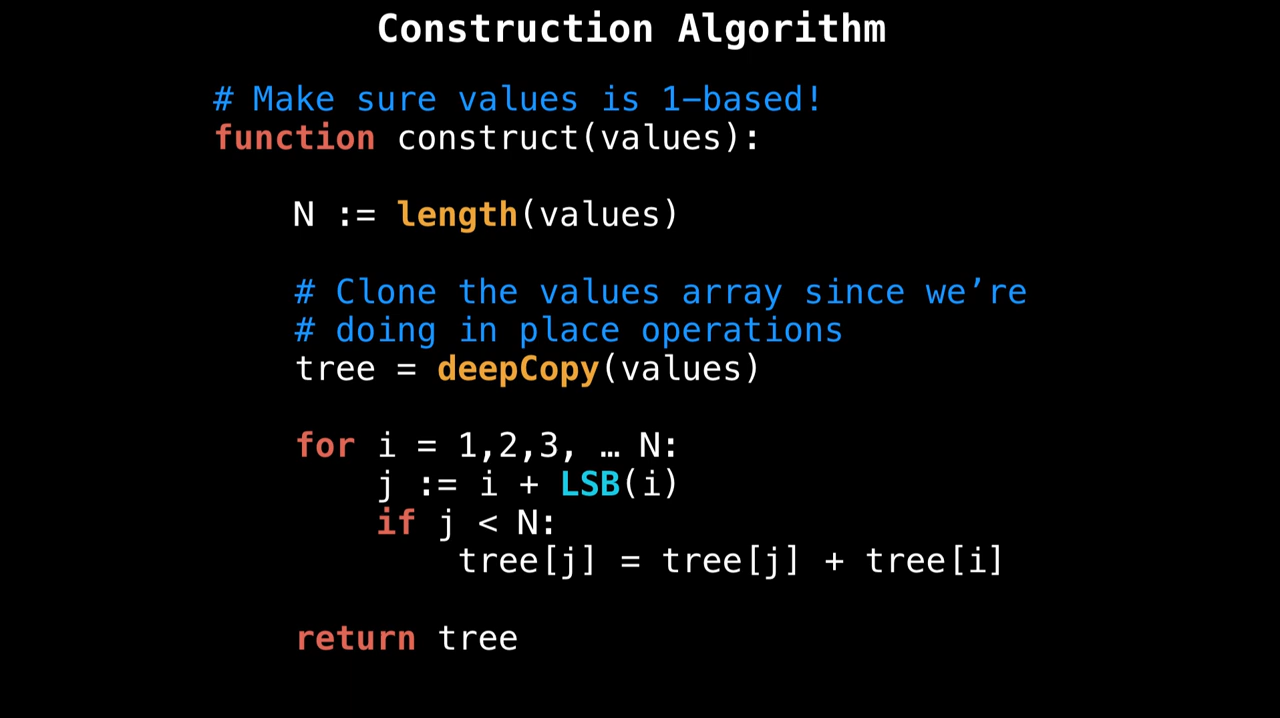 Construction Algorithm
# Make sure values is 1–based!
function construct(values):
N := length(values)
# Clone the values array since we’re
# doing in place operations
tree = deepCopy(values)
for i = 1,2,3, … N:
j := i + LSB(i)
if j < N:
tree[j] = tree[j] + tree[i]
return tree